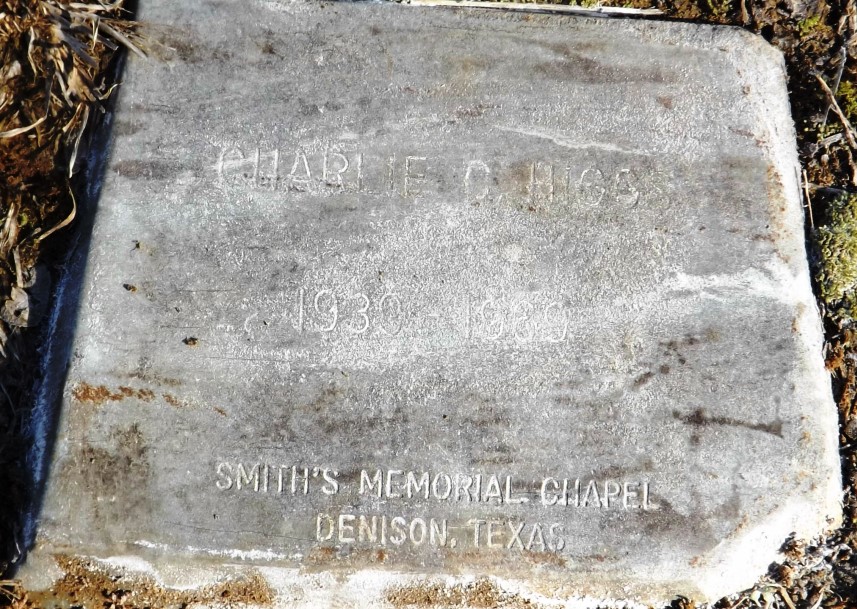 CHARLIE C. HIGGS
1930 - 1989
SMITH'S MEMORIAL CHAPEL
DENISON, TEXAS